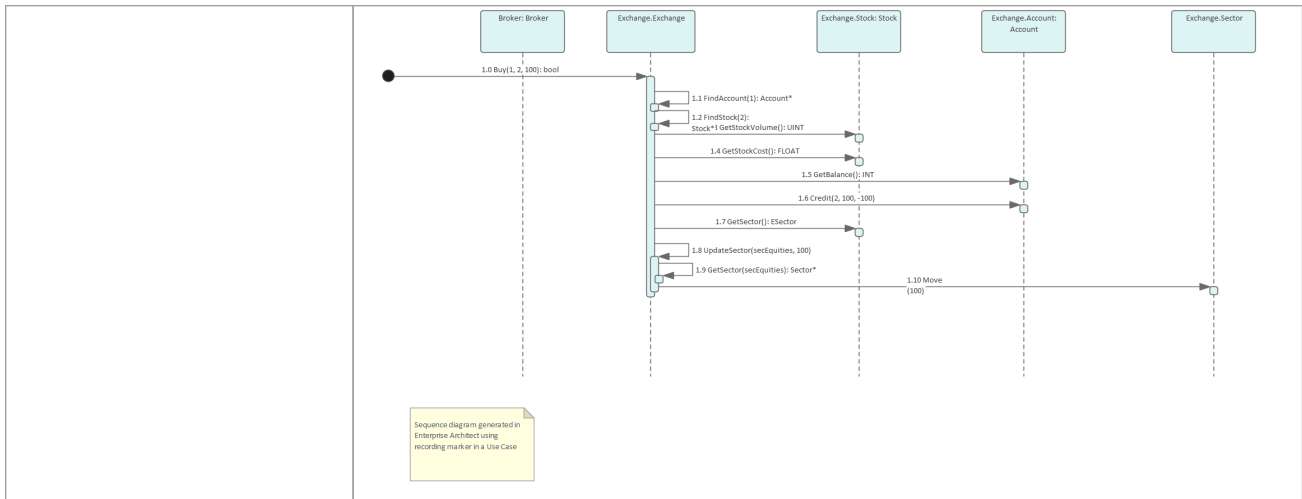 Broker: Broker
Exchange.Exchange
Exchange.Stock: Stock
Exchange.Account:
Account
Exchange.Sector
1.0 Buy(1, 2, 100): bool
1.1 FindAccount(1): Account*
1.2 FindStock(2):
Stock*
GetStockVolume(): UINT
1.4 GetStockCost(): FLOAT
1.5 GetBalance(): INT
1.6 Credit(2, 100, -100)
1.7 GetSector(): ESector
1.8 UpdateSector(secEquities, 100)
1.9 GetSector(secEquities): Sector*
1.10 Move
(100)
Sequence diagram generated in
Enterprise Architect using
recording marker in a Use Case